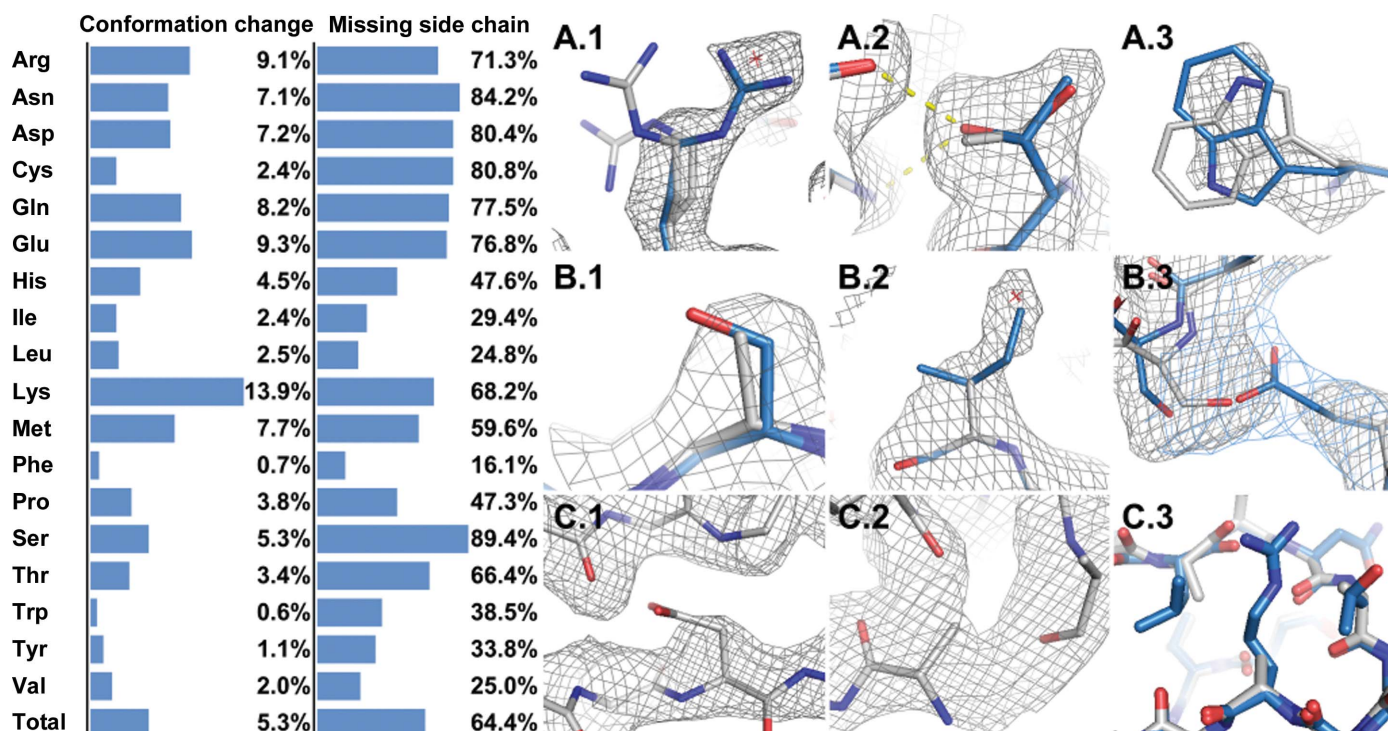 Conformation change Missing side chain
Arg 9.1% 71.3%
Asn 7.1% 84.2%
Asp 7.2% 80.4%
Cys 2.4% 80.8%
Gln 8.2% 77.5%
Glu 9.3% 76.8%
His 4.5% 47.6%
Ile 2.4% 29.4%
Leu 2.5% 24.8%
Lys 13.9% 68.2%
Met 7.7% 59.6%
Phe 0.7% 16.1%
Pro 3.8% 47.3%
Ser 5.3% 89.4%
Thr 3.4% 66.4%
Trp 0.6% 38.5%
Tyr 1.1% 33.8%
Val 2.0% 25.0%
Total 5.3% 64.4%
A.1 A.2 A.3
B.1 B.2 B.3
C.1 C.2 C.3